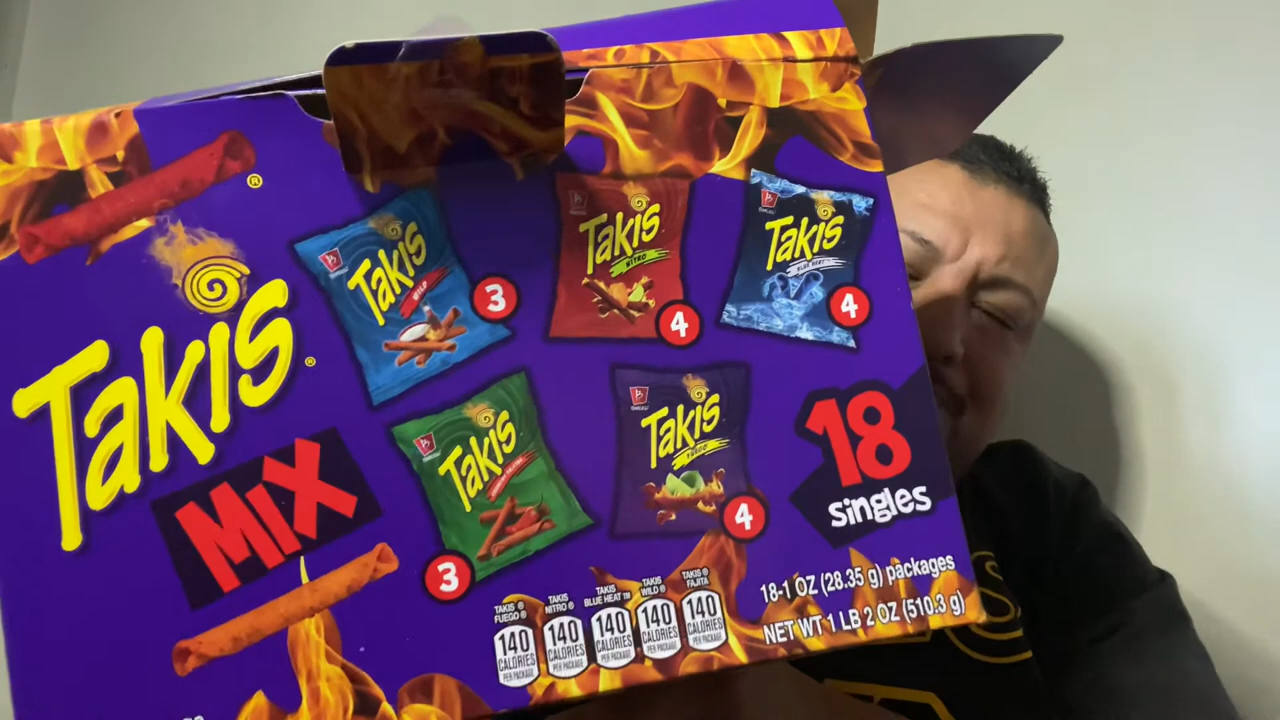 TAKIS
MIX
TAKIS
WILD
3
TAKIS
NITRO
4
TAKIS
BLUE HEAT
4
TAKIS
3
TAKIS
FUEGO
4
18
singles
TAKIS®
FUEGO®
140
CALORIES
PER PACKAGE
TAKIS
NITRO®
140
CALORIES
PER PACKAGE
TAKIS
BLUE HEAT™
140
CALORIES
PER PACKAGE
TAKIS
WILD®
140
CALORIES
PER PACKAGE
TAKIS®
FAJITA
140
CALORIES
PER PACKAGE
18-1 OZ (28.35 g) packages
NET WT 1 LB 2 OZ (510.3 g)